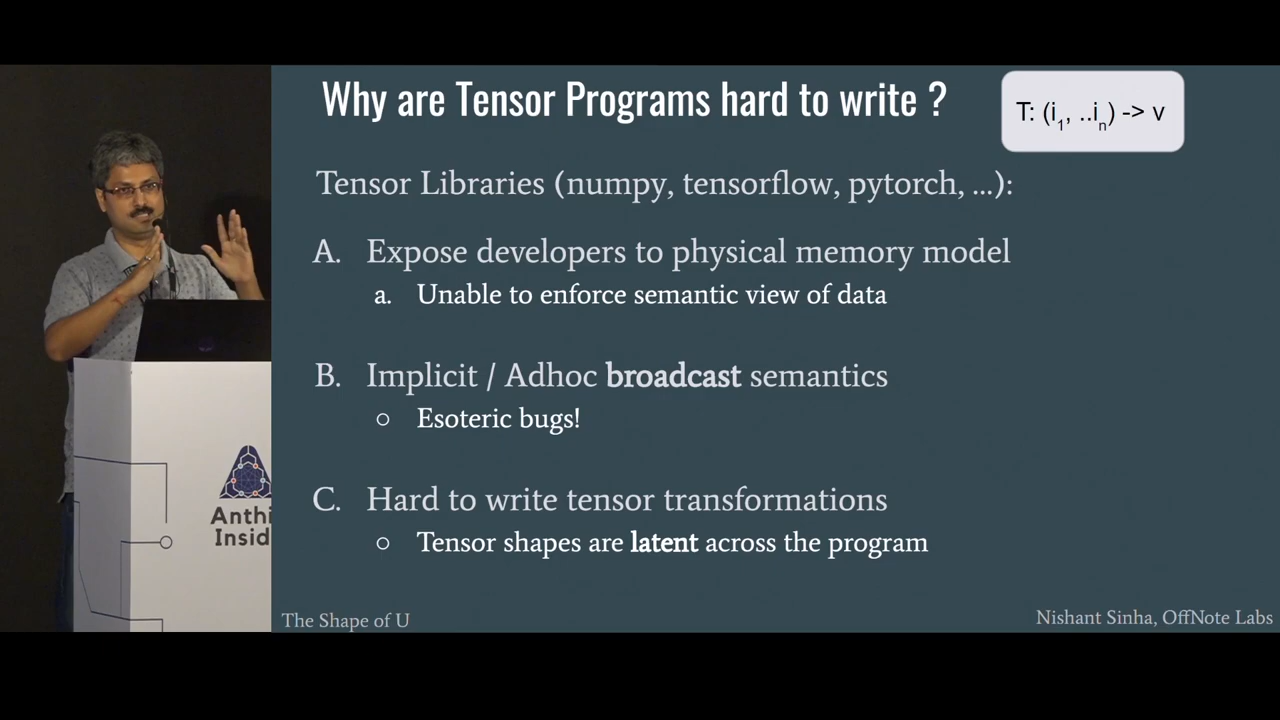 Why are Tensor Programs hard to write ?
T: (i1, ..in) -> v
Tensor Libraries (numpy, tensorflow, pytorch, ...):
A. Expose developers to physical memory model
a. Unable to enforce semantic view of data
B. Implicit / Adhoc broadcast semantics
○ Esoteric bugs!
C. Hard to write tensor transformations
○ Tensor shapes are latent across the program
Anthi
Insid
The Shape of U
Nishant Sinha, OffNote Labs